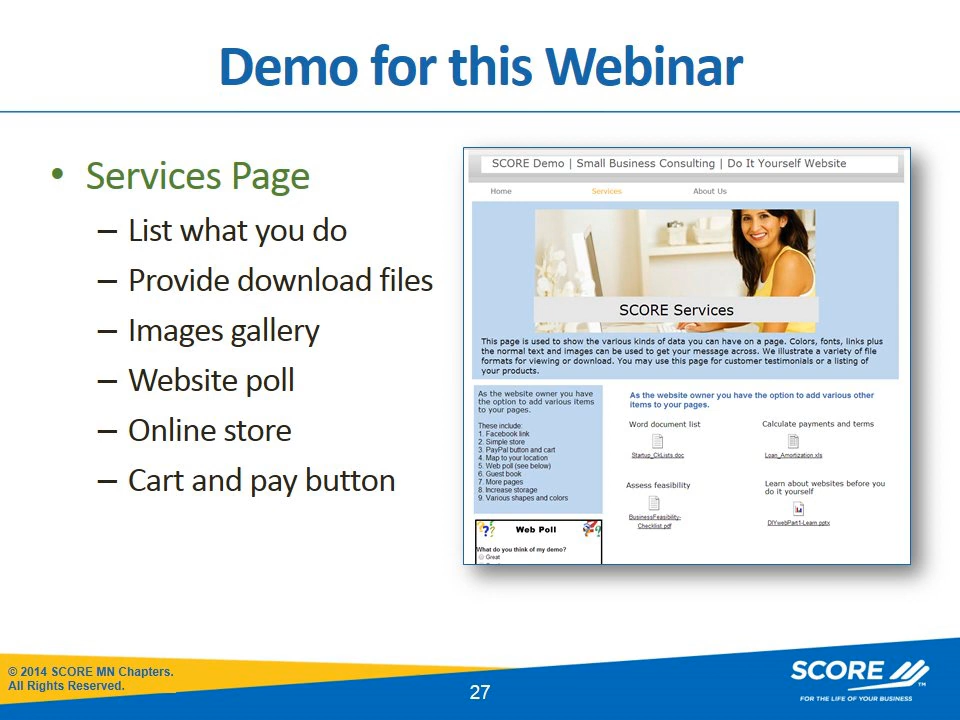 Demo for this Webinar
• Services Page
– List what you do
– Provide download files
– Images gallery
– Website poll
– Online store
– Cart and pay button
SCORE Demo | Small Business Consulting | Do It Yourself Website
Home Services About Us
SCORE Services
This page is used to show the various kinds of data you can have on a page. Colors, fonts, links plus
the normal text and images can be used to get your message across. We illustrate a variety of file
formats for viewing or download. You may use this page for customer testimonials or a listing of
your products.
As the website owner you have
the option to add various items
to your pages.
These include:
1. Facebook link
2. Simple store
3. PayPal button and cart
4. Map to your location
5. Web poll (see below)
6. Guest book
7. More pages
8. Increase storage
9. Various shapes and colors
Web Poll
What do you think of my demo?
Great
As the website owner you have the option to add various other
items to your pages.
Word document list
Startup_CkLists.doc
Calculate payments and terms
Loan_Amortization.xls
Assess feasibility
BusinessFeasibility-
Checklist.pdf
Learn about websites before you
do it yourself
DIYwebPart1-Learn.pptx
© 2014 SCORE MN Chapters.
All Rights Reserved.
27
SCORE ™
FOR THE LIFE OF YOUR BUSINESS